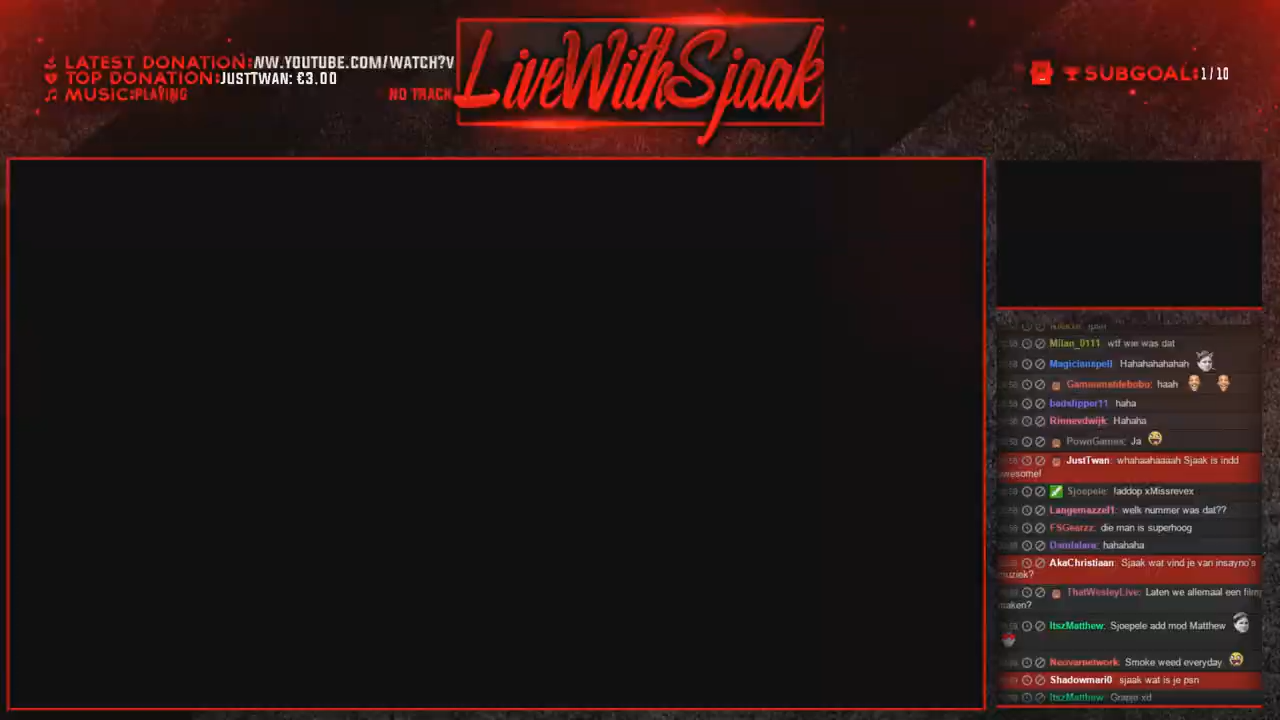 LATEST DONATION: WW.YOUTUBE.COM/WATCH?V
TOP DONATION: JUSTTWAN: €3.00
MUSIC: PLAYING NO TRACK
LiveWithSjaak
SUBGOAL: 1 / 10
Milan_0111 wtf wie was dat
Magicianspell Hahahahahahah
haah
badslipper11 haha
Rinnevdwijk: Hahaha
PownGames: Ja
JustTwan: whahaahaaaah Sjaak is indd
awesome!
Sjoepele: !addop xMissrevex
Langemazzel1: welk nummer was dat??
FSGearzz: die man is superhoog
hahahaha
AkaChristiaan: Sjaak wat vind je van insayno's
muziek?
ThatWesleyLive: Laten we allemaal een film
maken?
ItszMatthew: Sjoepele add mod Matthew
Neovarnetwork: Smoke weed everyday
Shadowmari0 sjaak wat is je psn
ItszMatthew: Grapje xd